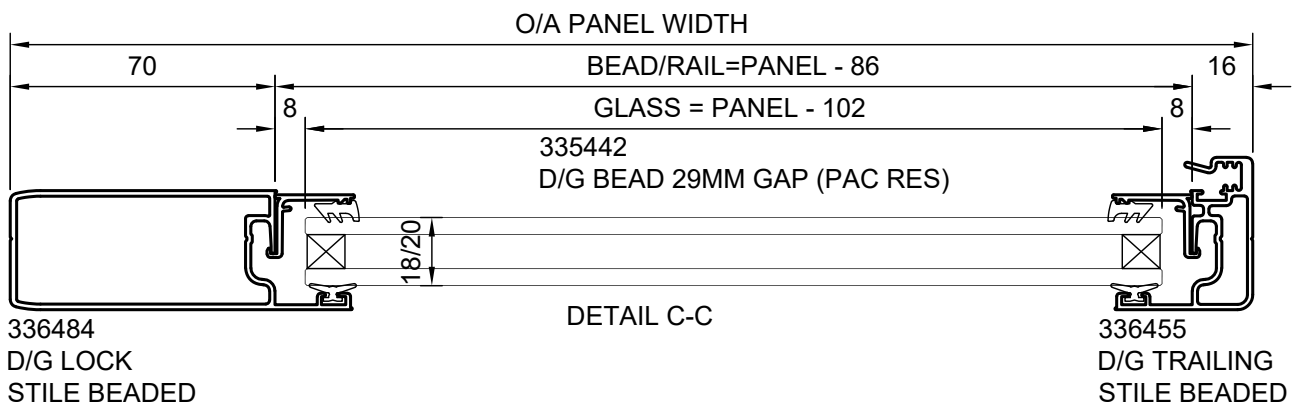 O/A PANEL WIDTH
70
BEAD/RAIL=PANEL - 86
16
8
GLASS = PANEL - 102
8
335442
D/G BEAD 29MM GAP (PAC RES)
18/20
DETAIL C-C
336484
D/G LOCK
STILE BEADED
336455
D/G TRAILING
STILE BEADED